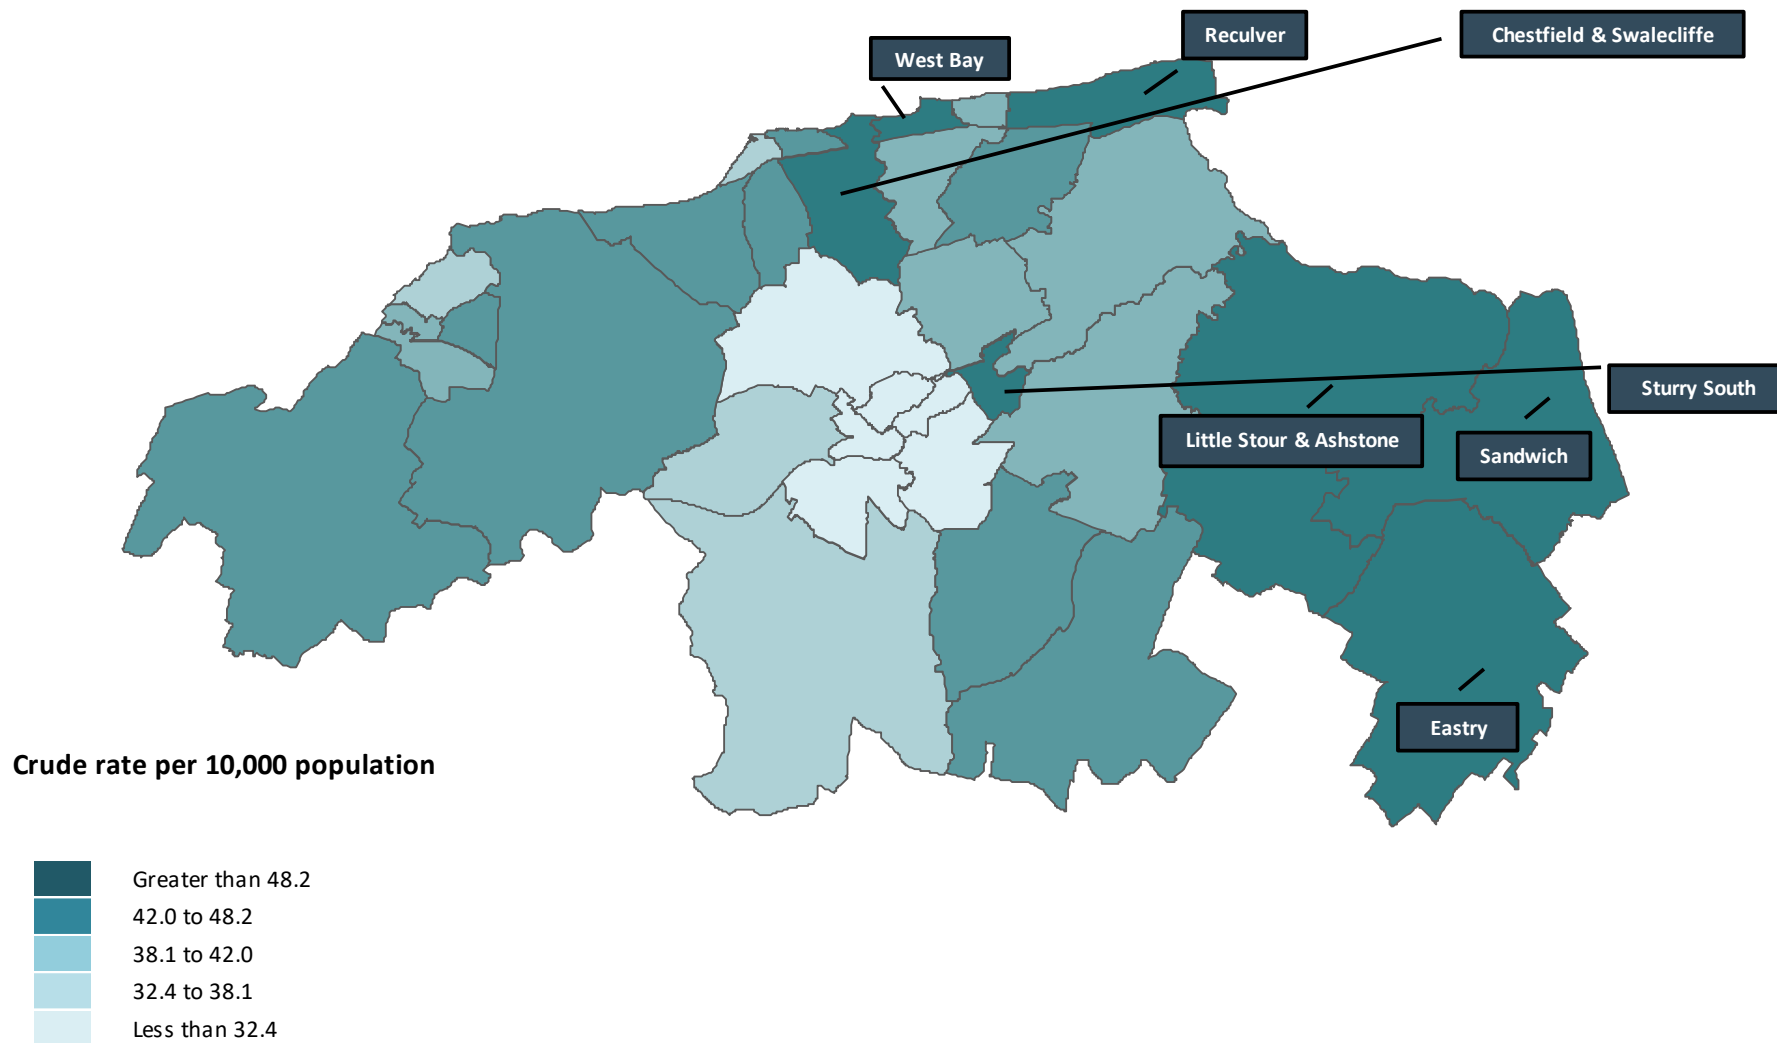 Reculver
Chestfield & Swalecliffe
West Bay
Sturry South
Little Stour & Ashstone
Sandwich
Eastry
Crude rate per 10,000 population
Greater than 48.2
42.0 to 48.2
38.1 to 42.0
32.4 to 38.1
Less than 32.4